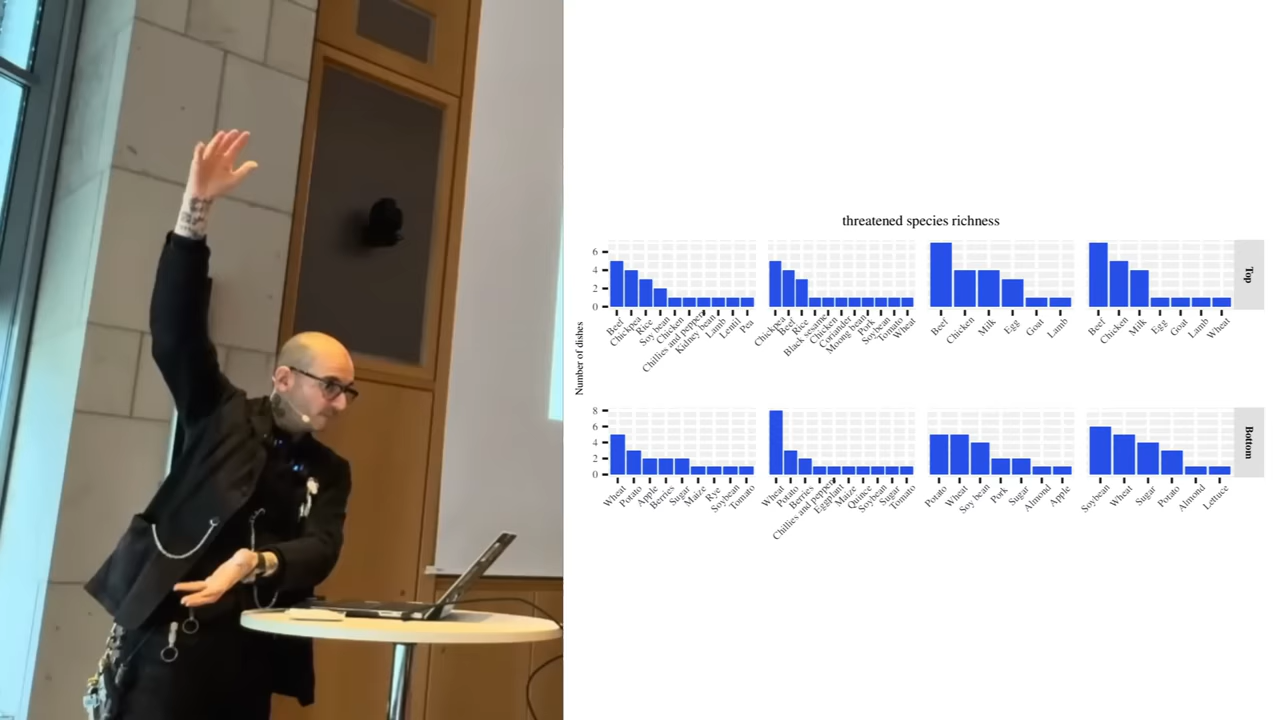 threatened species richness
Number of dishes
6
4
2
0
Beef
Chickpea
Rice
Soy bean
Chicken
Chillies and pepper
Kidney bean
Lamb
Lentil
Pea
Chickpea
Beef
Rice
Black sesame
Chicken
Coriander
Moong bean
Pork
Soybean
Tomato
Wheat
Beef
Chicken
Milk
Egg
Goat
Lamb
Beef
Chicken
Milk
Egg
Goat
Lamb
Wheat
Top
8
6
4
2
0
Wheat
Potato
Apple
Berries
Sugar
Maize
Rye
Soybean
Tomato
Wheat
Potato
Berries
Chillies and pepper
Eggplant
Maize
Quince
Soybean
Sugar
Tomato
Potato
Wheat
Soy bean
Pork
Sugar
Almond
Apple
Soybean
Wheat
Sugar
Potato
Almond
Lettuce
Bottom